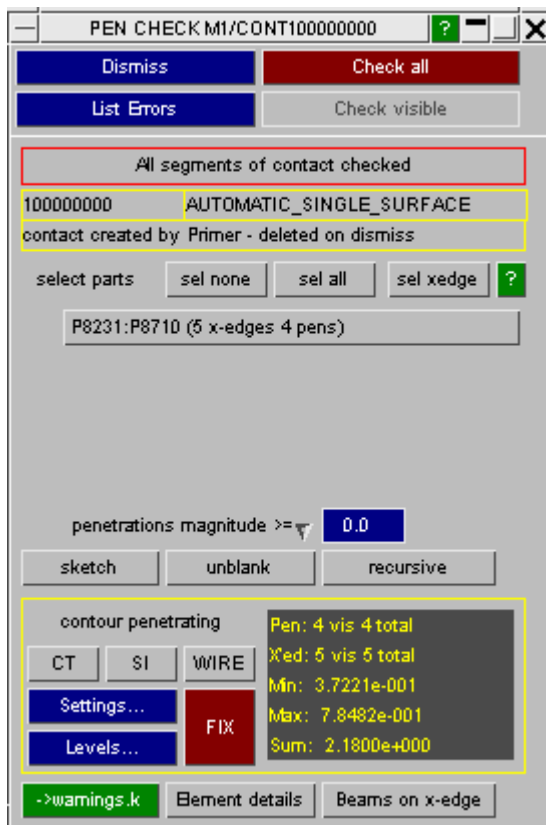 PEN CHECK M1/CONT100000000 ?
Dismiss Check all
List Errors Check visible
All segments of contact checked
100000000 AUTOMATIC_SINGLE_SURFACE
contact created by Primer - deleted on dismiss
select parts sel none sel all sel xedge ?
P8231:P8710 (5 x-edges 4 pens)
penetrations magnitude >= 0.0
sketch unblank recursive
contour penetrating
CT SI WIRE
Settings...
Levels...
FIX
Pen: 4 vis 4 total
X'ed: 5 vis 5 total
Min: 3.7221e-001
Max: 7.8482e-001
Sum: 2.1800e+000
->warnings.k Element details Beams on x-edge